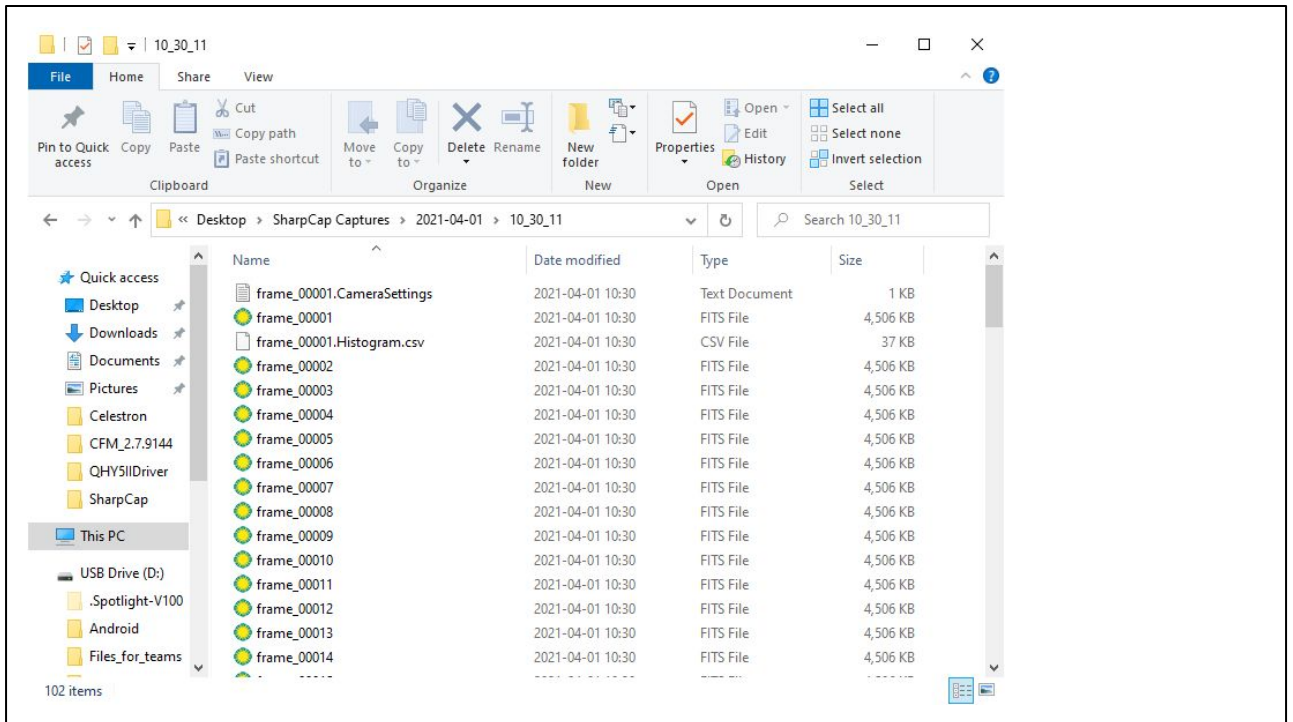 10_30_11
File Home Share View
Pin to Quick access
Copy
Paste
Cut
Copy path
Paste shortcut
Move to
Copy to
Delete
Rename
New folder
Properties
Open
Edit
History
Select all
Select none
Invert selection
Clipboard Organize New Open Select
« Desktop > SharpCap Captures > 2021-04-01 > 10_30_11
Search 10_30_11
Quick access
Desktop
Downloads
Documents
Pictures
Celestron
CFM_2.7.9144
QHY5IIDriver
SharpCap
This PC
USB Drive (D:)
.Spotlight-V100
Android
Files_for_teams
Name Date modified Type Size
frame_00001.CameraSettings 2021-04-01 10:30 Text Document 1 KB
frame_00001 2021-04-01 10:30 FITS File 4,506 KB
frame_00001.Histogram.csv 2021-04-01 10:30 CSV File 37 KB
frame_00002 2021-04-01 10:30 FITS File 4,506 KB
frame_00003 2021-04-01 10:30 FITS File 4,506 KB
frame_00004 2021-04-01 10:30 FITS File 4,506 KB
frame_00005 2021-04-01 10:30 FITS File 4,506 KB
frame_00006 2021-04-01 10:30 FITS File 4,506 KB
frame_00007 2021-04-01 10:30 FITS File 4,506 KB
frame_00008 2021-04-01 10:30 FITS File 4,506 KB
frame_00009 2021-04-01 10:30 FITS File 4,506 KB
frame_00010 2021-04-01 10:30 FITS File 4,506 KB
frame_00011 2021-04-01 10:30 FITS File 4,506 KB
frame_00012 2021-04-01 10:30 FITS File 4,506 KB
frame_00013 2021-04-01 10:30 FITS File 4,506 KB
frame_00014 2021-04-01 10:30 FITS File 4,506 KB
102 items